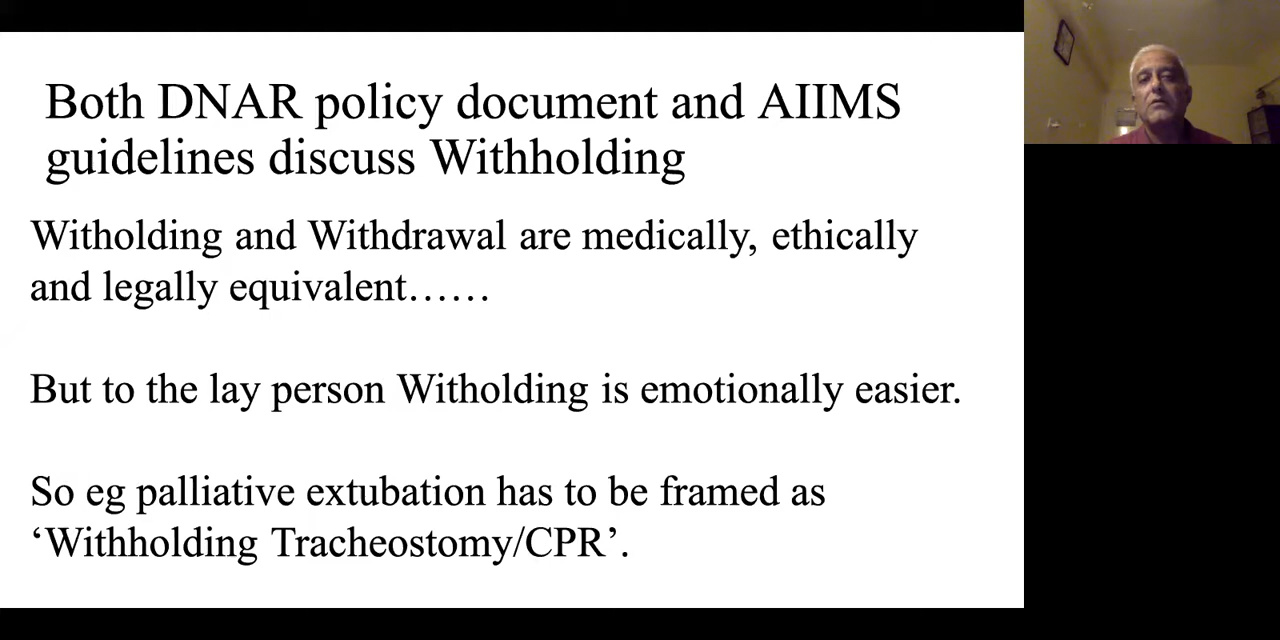 Both DNAR policy document and AIIMS
guidelines discuss Withholding
Witholding and Withdrawal are medically, ethically
and legally equivalent……
But to the lay person Witholding is emotionally easier.
So eg palliative extubation has to be framed as
‘Withholding Tracheostomy/CPR’.